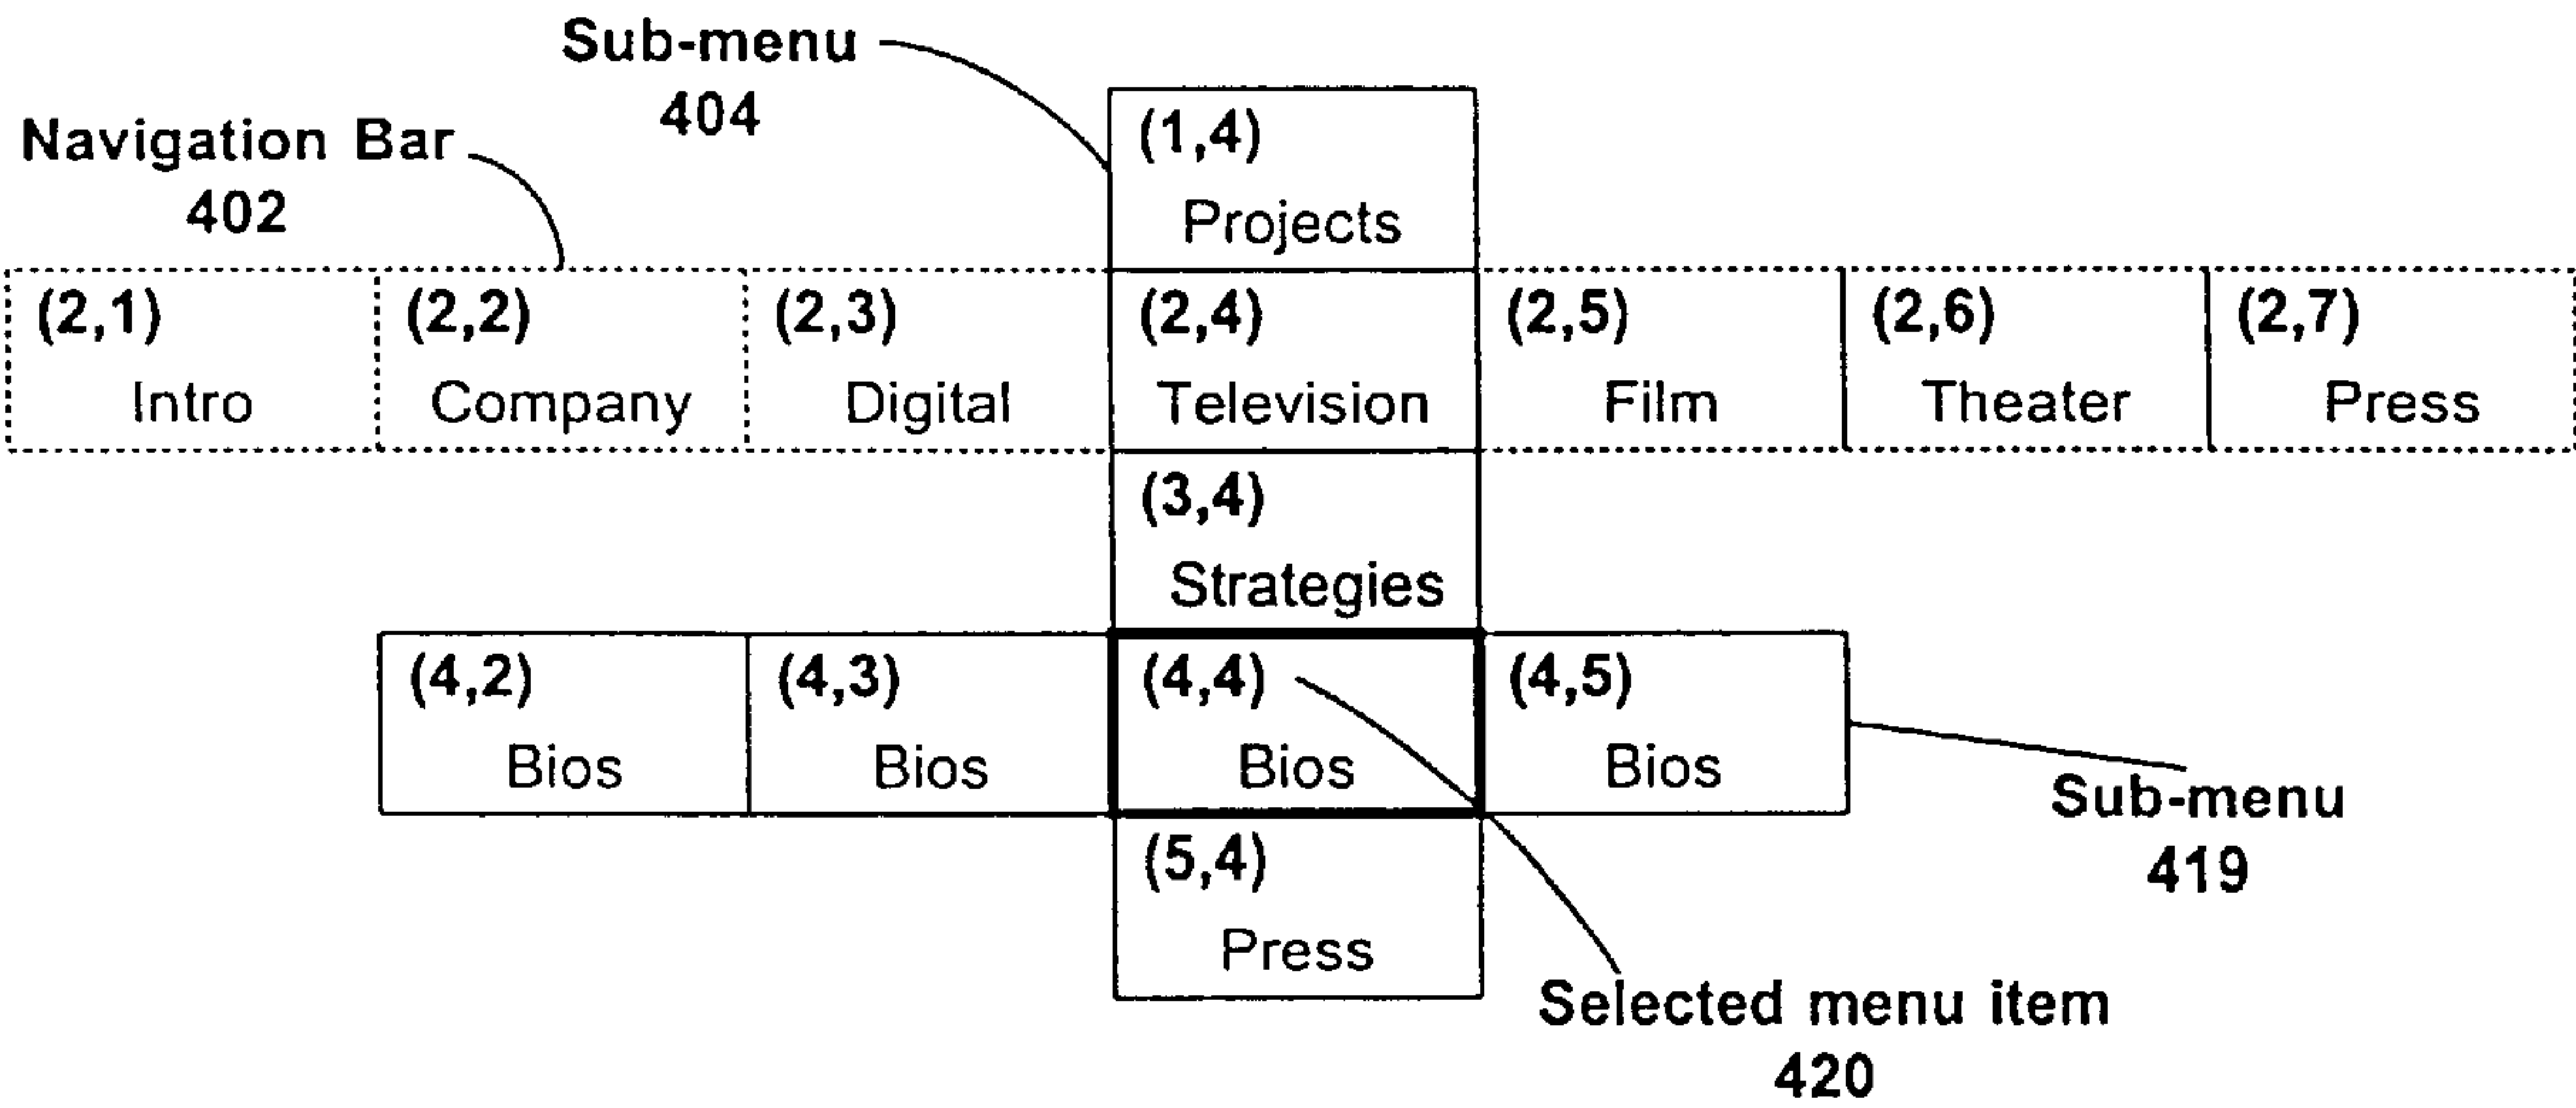 Sub-menu
404
Navigation Bar
402
(1,4)
Projects
(2,1) (2,2) (2,3) (2,4) (2,5) (2,6) (2,7)
Intro Company Digital Television Film Theater Press
(3,4)
Strategies
(4,2) (4,3) (4,4) (4,5)
Bios Bios Bios Bios
Sub-menu
419
(5,4)
Press
Selected menu item
420